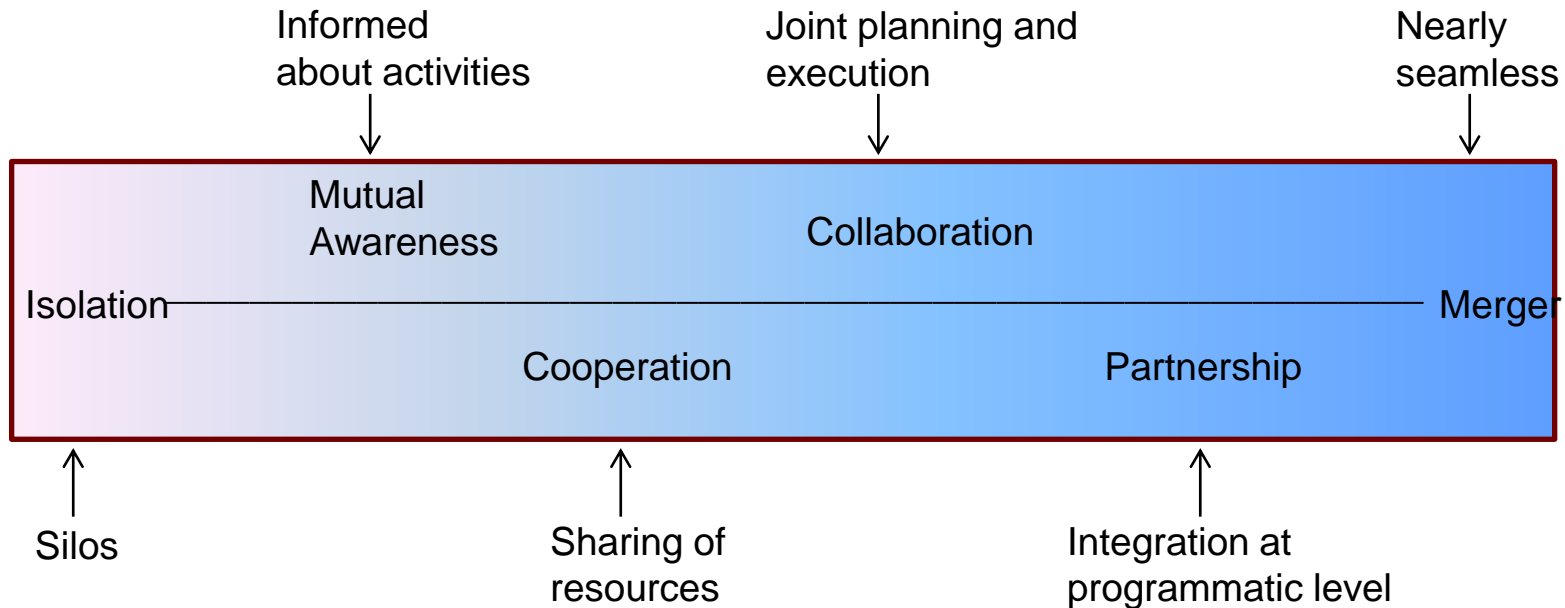 Informed
about activities
Joint planning and
execution
Nearly
seamless
Mutual
Awareness
Collaboration
Isolation
Merger
Cooperation
Partnership
Silos
Sharing of
resources
Integration at
programmatic level